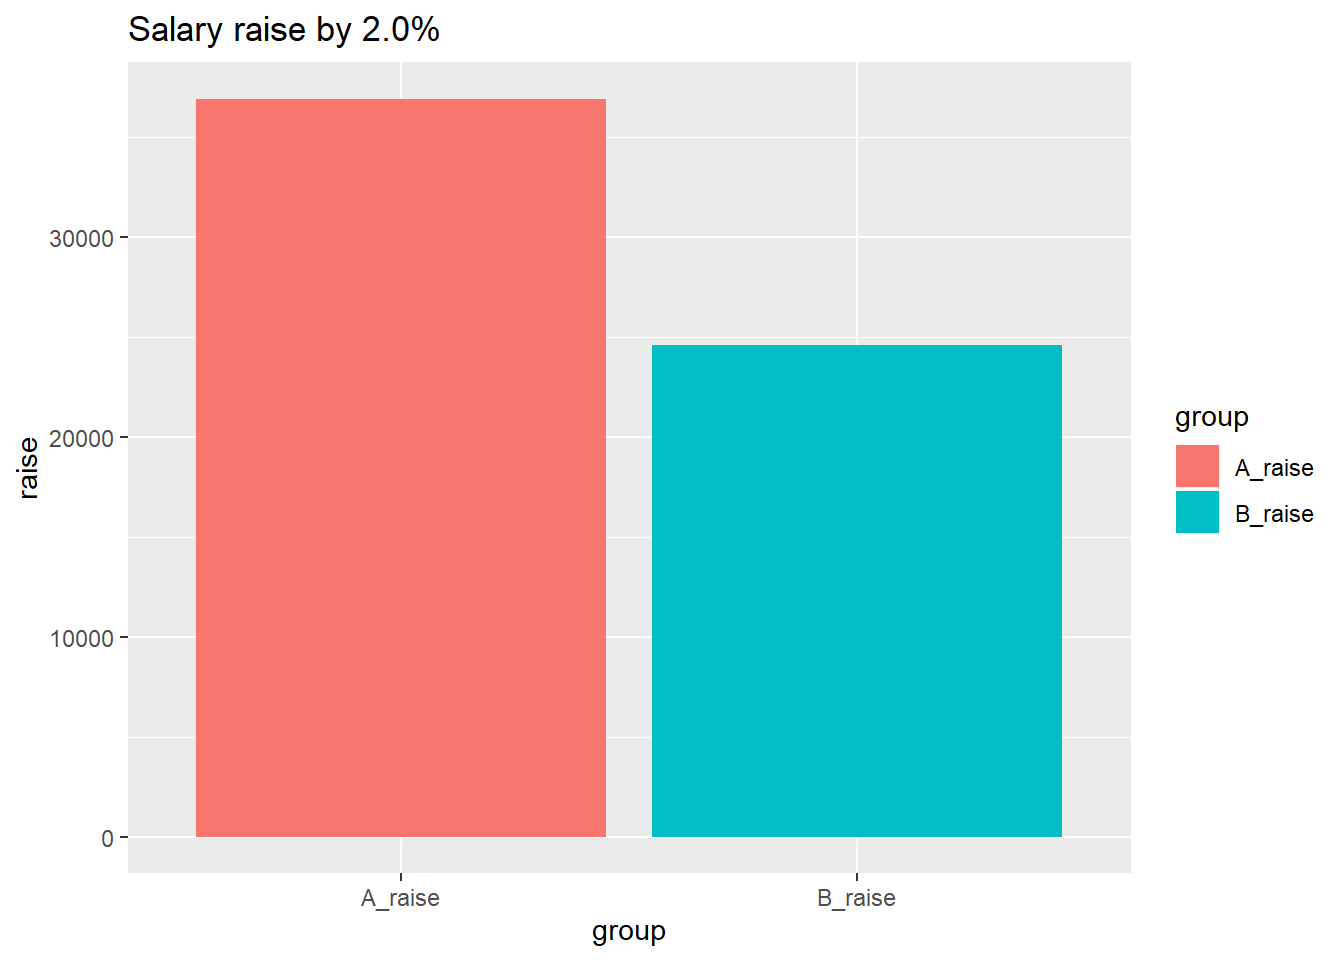 Salary raise by 2.0%
raise
30000
20000
10000
0
A_raise
B_raise
group
group
A_raise
B_raise